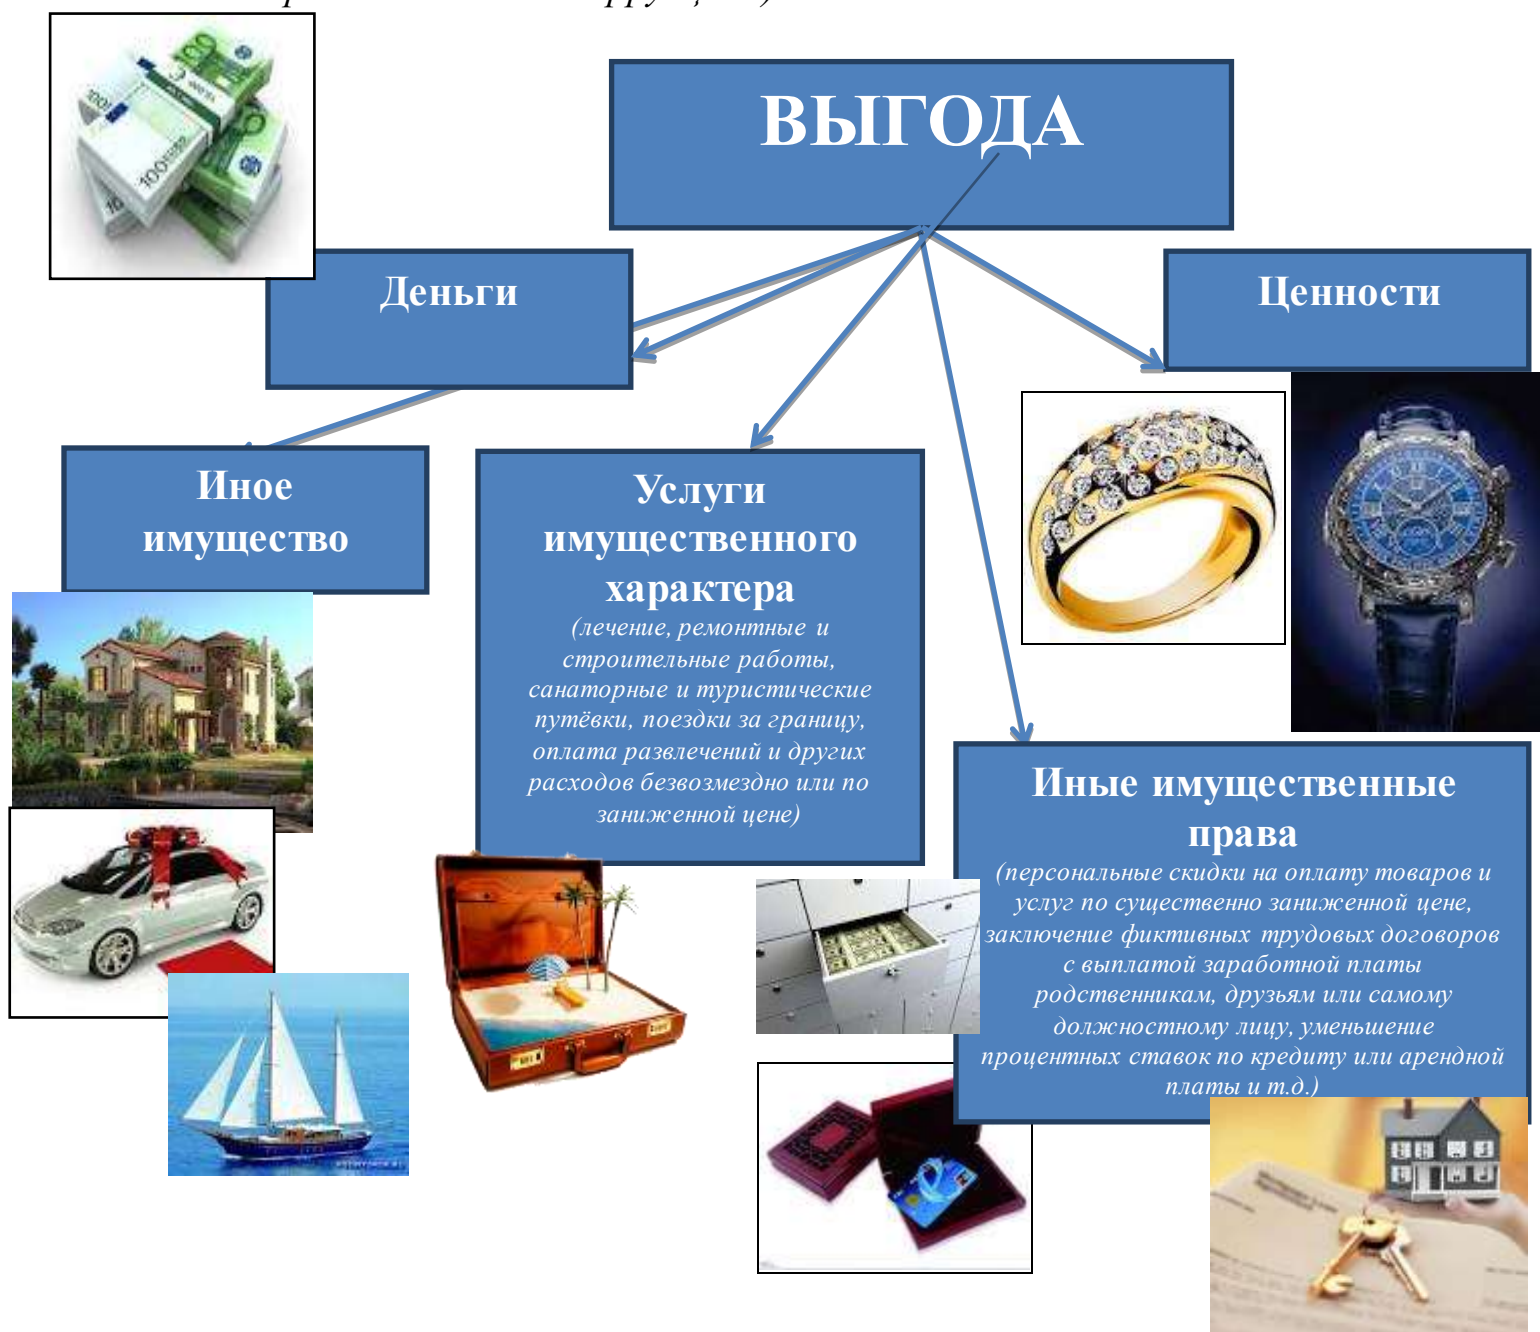 ВЫГОДА
Деньги
Ценности
Иное
имущество
Услуги
имущественного
характера
(лечение, ремонтные и
строительные работы,
санаторные и туристические
путёвки, поездки за границу,
оплата развлечений и других
расходов безвозмездно или по
заниженной цене)
Иные имущественные
права
(персональные скидки на оплату товаров и
услуг по существенно заниженной цене,
заключение фиктивных трудовых договоров
с выплатой заработной платы
родственникам, друзьям или самому
должностному лицу, уменьшение
процентных ставок по кредиту или арендной
платы и т.д.)
100
100
100